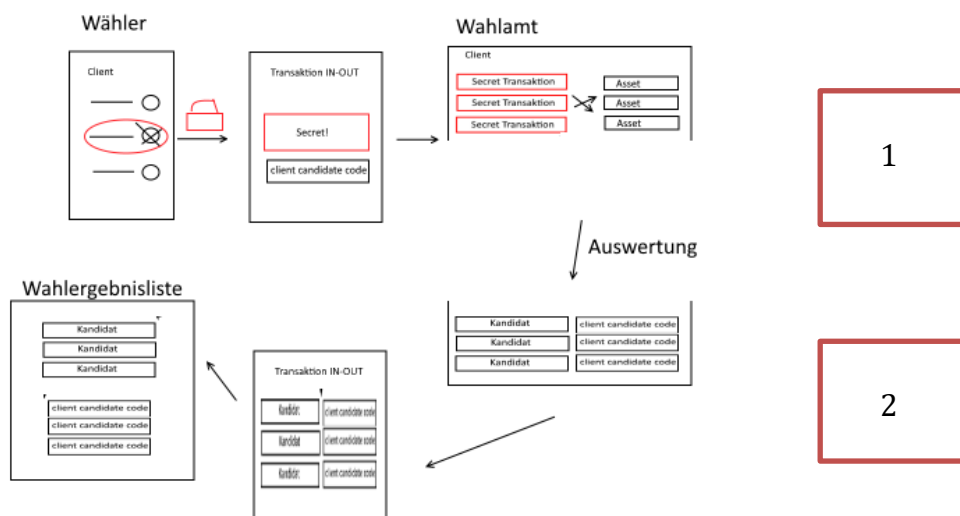 Wähler
Client
Transaktion IN-OUT
Secret!
client candidate code
Wahlamt
Client
Secret Transaktion
Asset
Secret Transaktion
Asset
Secret Transaktion
Asset
1
Auswertung
Kandidat
client candidate code
Kandidat
client candidate code
Kandidat
client candidate code
2
Transaktion IN-OUT
Kandidat
client candidate code
Kandidat
client candidate code
Kandidat
client candidate code
Wahlergebnisliste
Kandidat
Kandidat
Kandidat
client candidate code
client candidate code
client candidate code